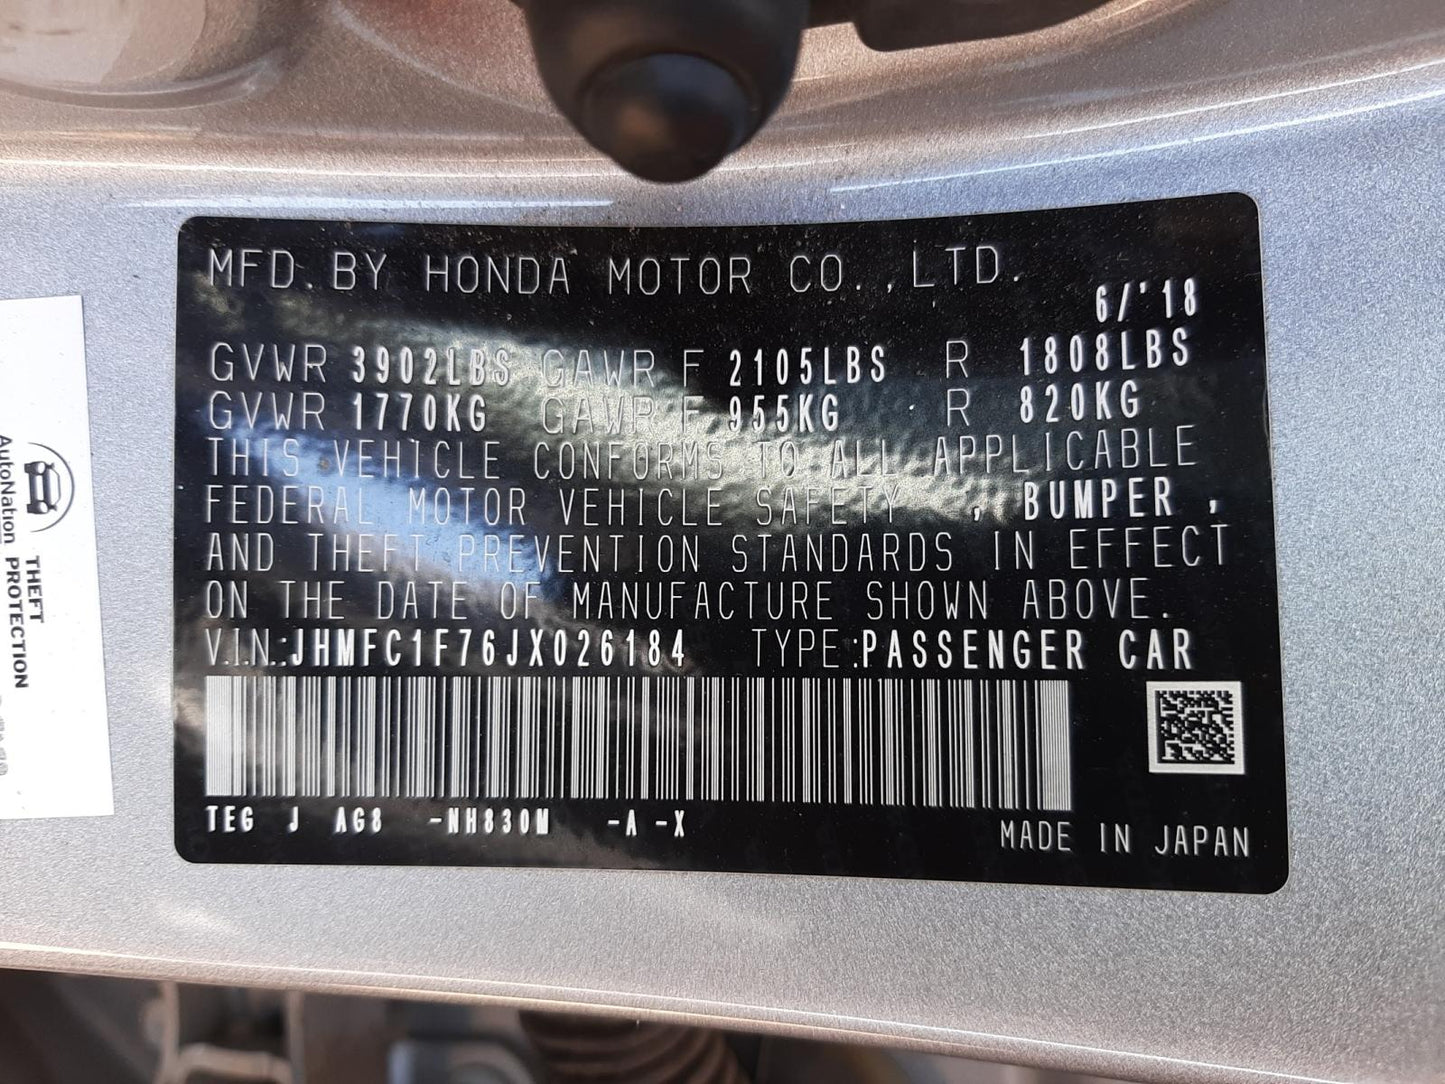 MFD. BY HONDA MOTOR CO.,LTD.
6/'18
GVWR 3902LBS GAWR F 2105LBS R 1808LBS
GVWR 1770KG GAWR F 955KG R 820KG
THIS VEHICLE CONFORMS TO ALL APPLICABLE
FEDERAL MOTOR VEHICLE SAFETY , BUMPER ,
AND THEFT PREVENTION STANDARDS IN EFFECT
ON THE DATE OF MANUFACTURE SHOWN ABOVE.
V.I.N.:JHMFC1F76JX026184 TYPE:PASSENGER CAR
TEG J AG8 -NH830M -A -X
MADE IN JAPAN
AutoNation
THEFT
PROTECTION